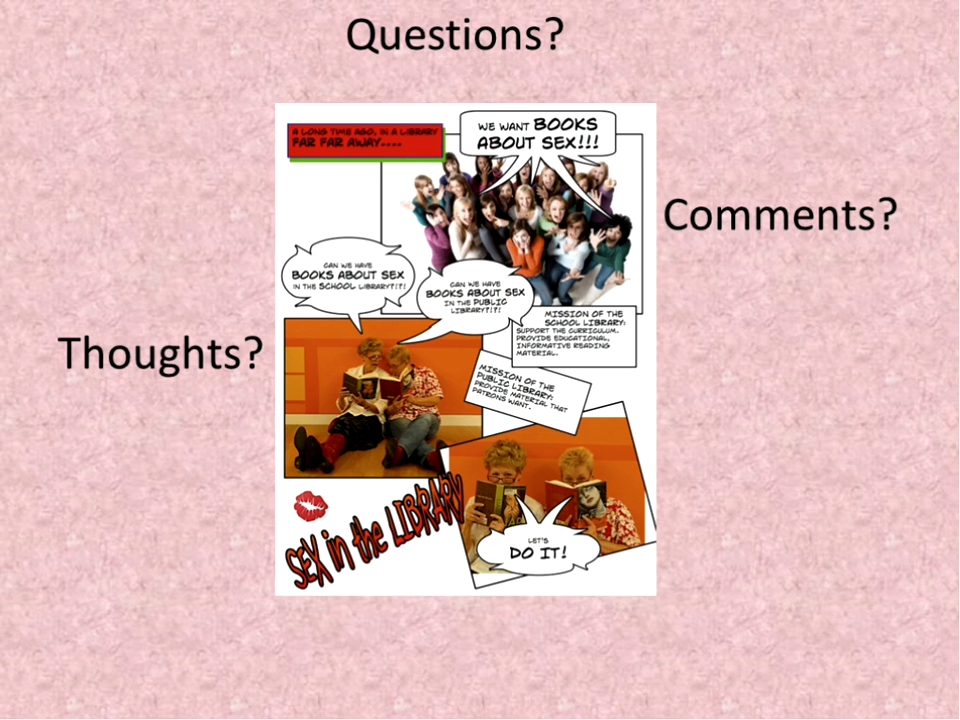 Questions?
A LONG TIME AGO, IN A LIBRARY
FAR FAR AWAY....
WE WANT BOOKS
ABOUT SEX!!!
Comments?
CAN WE HAVE
BOOKS ABOUT SEX
IN THE SCHOOL LIBRARY?!?!
CAN WE HAVE
BOOKS ABOUT SEX
IN THE PUBLIC
LIBRARY?!?!
MISSION OF THE
SCHOOL LIBRARY:
SUPPORT THE CURRICULUM.
PROVIDE EDUCATIONAL,
INFORMATIVE READING
MATERIAL.
Thoughts?
MISSION OF THE
PUBLIC LIBRARY:
PROVIDE MATERIAL THAT
PATRONS WANT.
SEX in the LIBRARY
LET'S
DO IT!